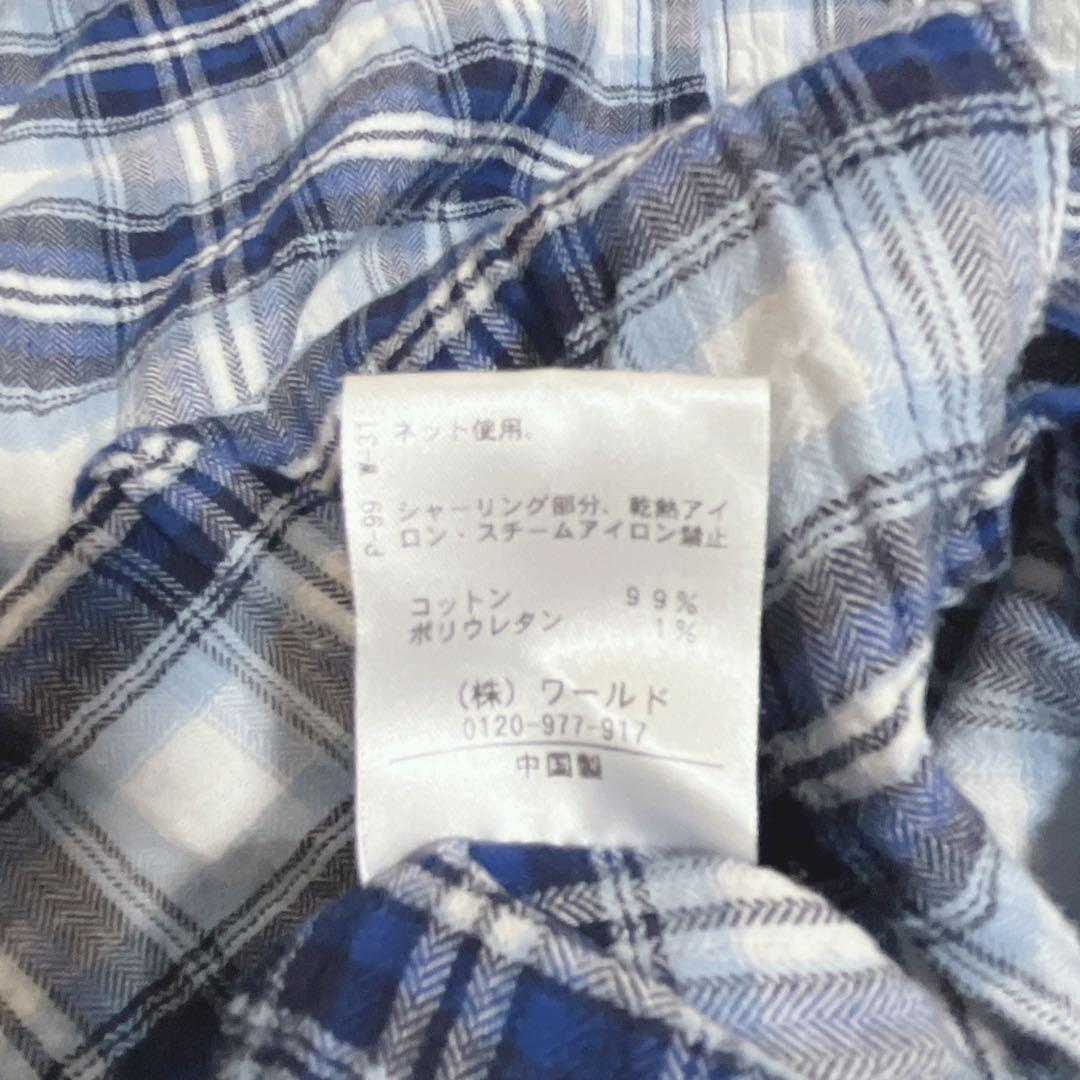 ネット使用。
シャーリング部分、乾熱アイ
ロン・スチームアイロン禁止
コットン 99%
ポリウレタン 1%
(株)ワールド
0120-977-917
中国製
P-99 W-31